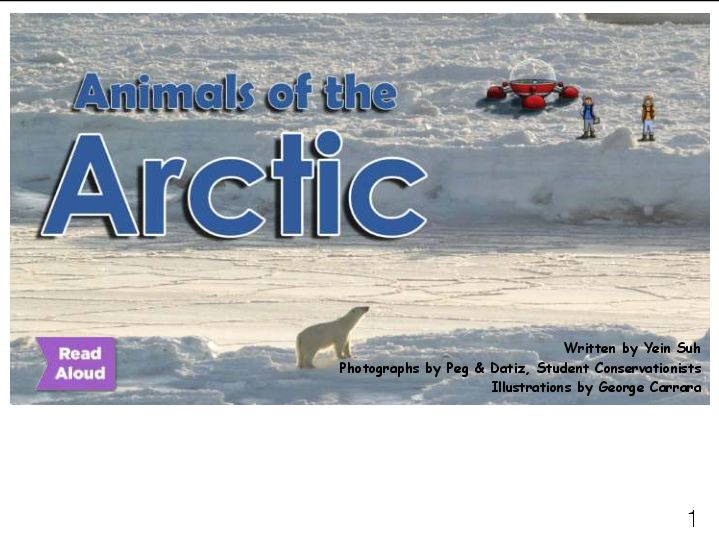 Animals of the
Arctic
Read
Aloud
Written by Yein Suh
Photographs by Peg & Datiz, Student Conservationists
Illustrations by George Carrara
1